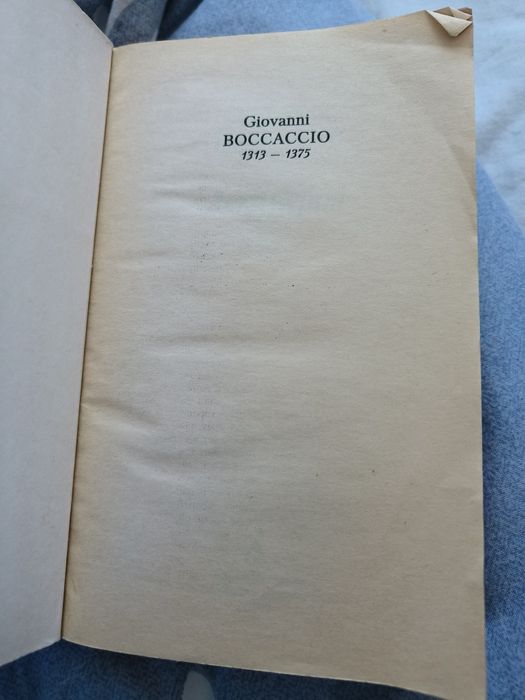 Giovanni
BOCCACCIO
1313 — 1375